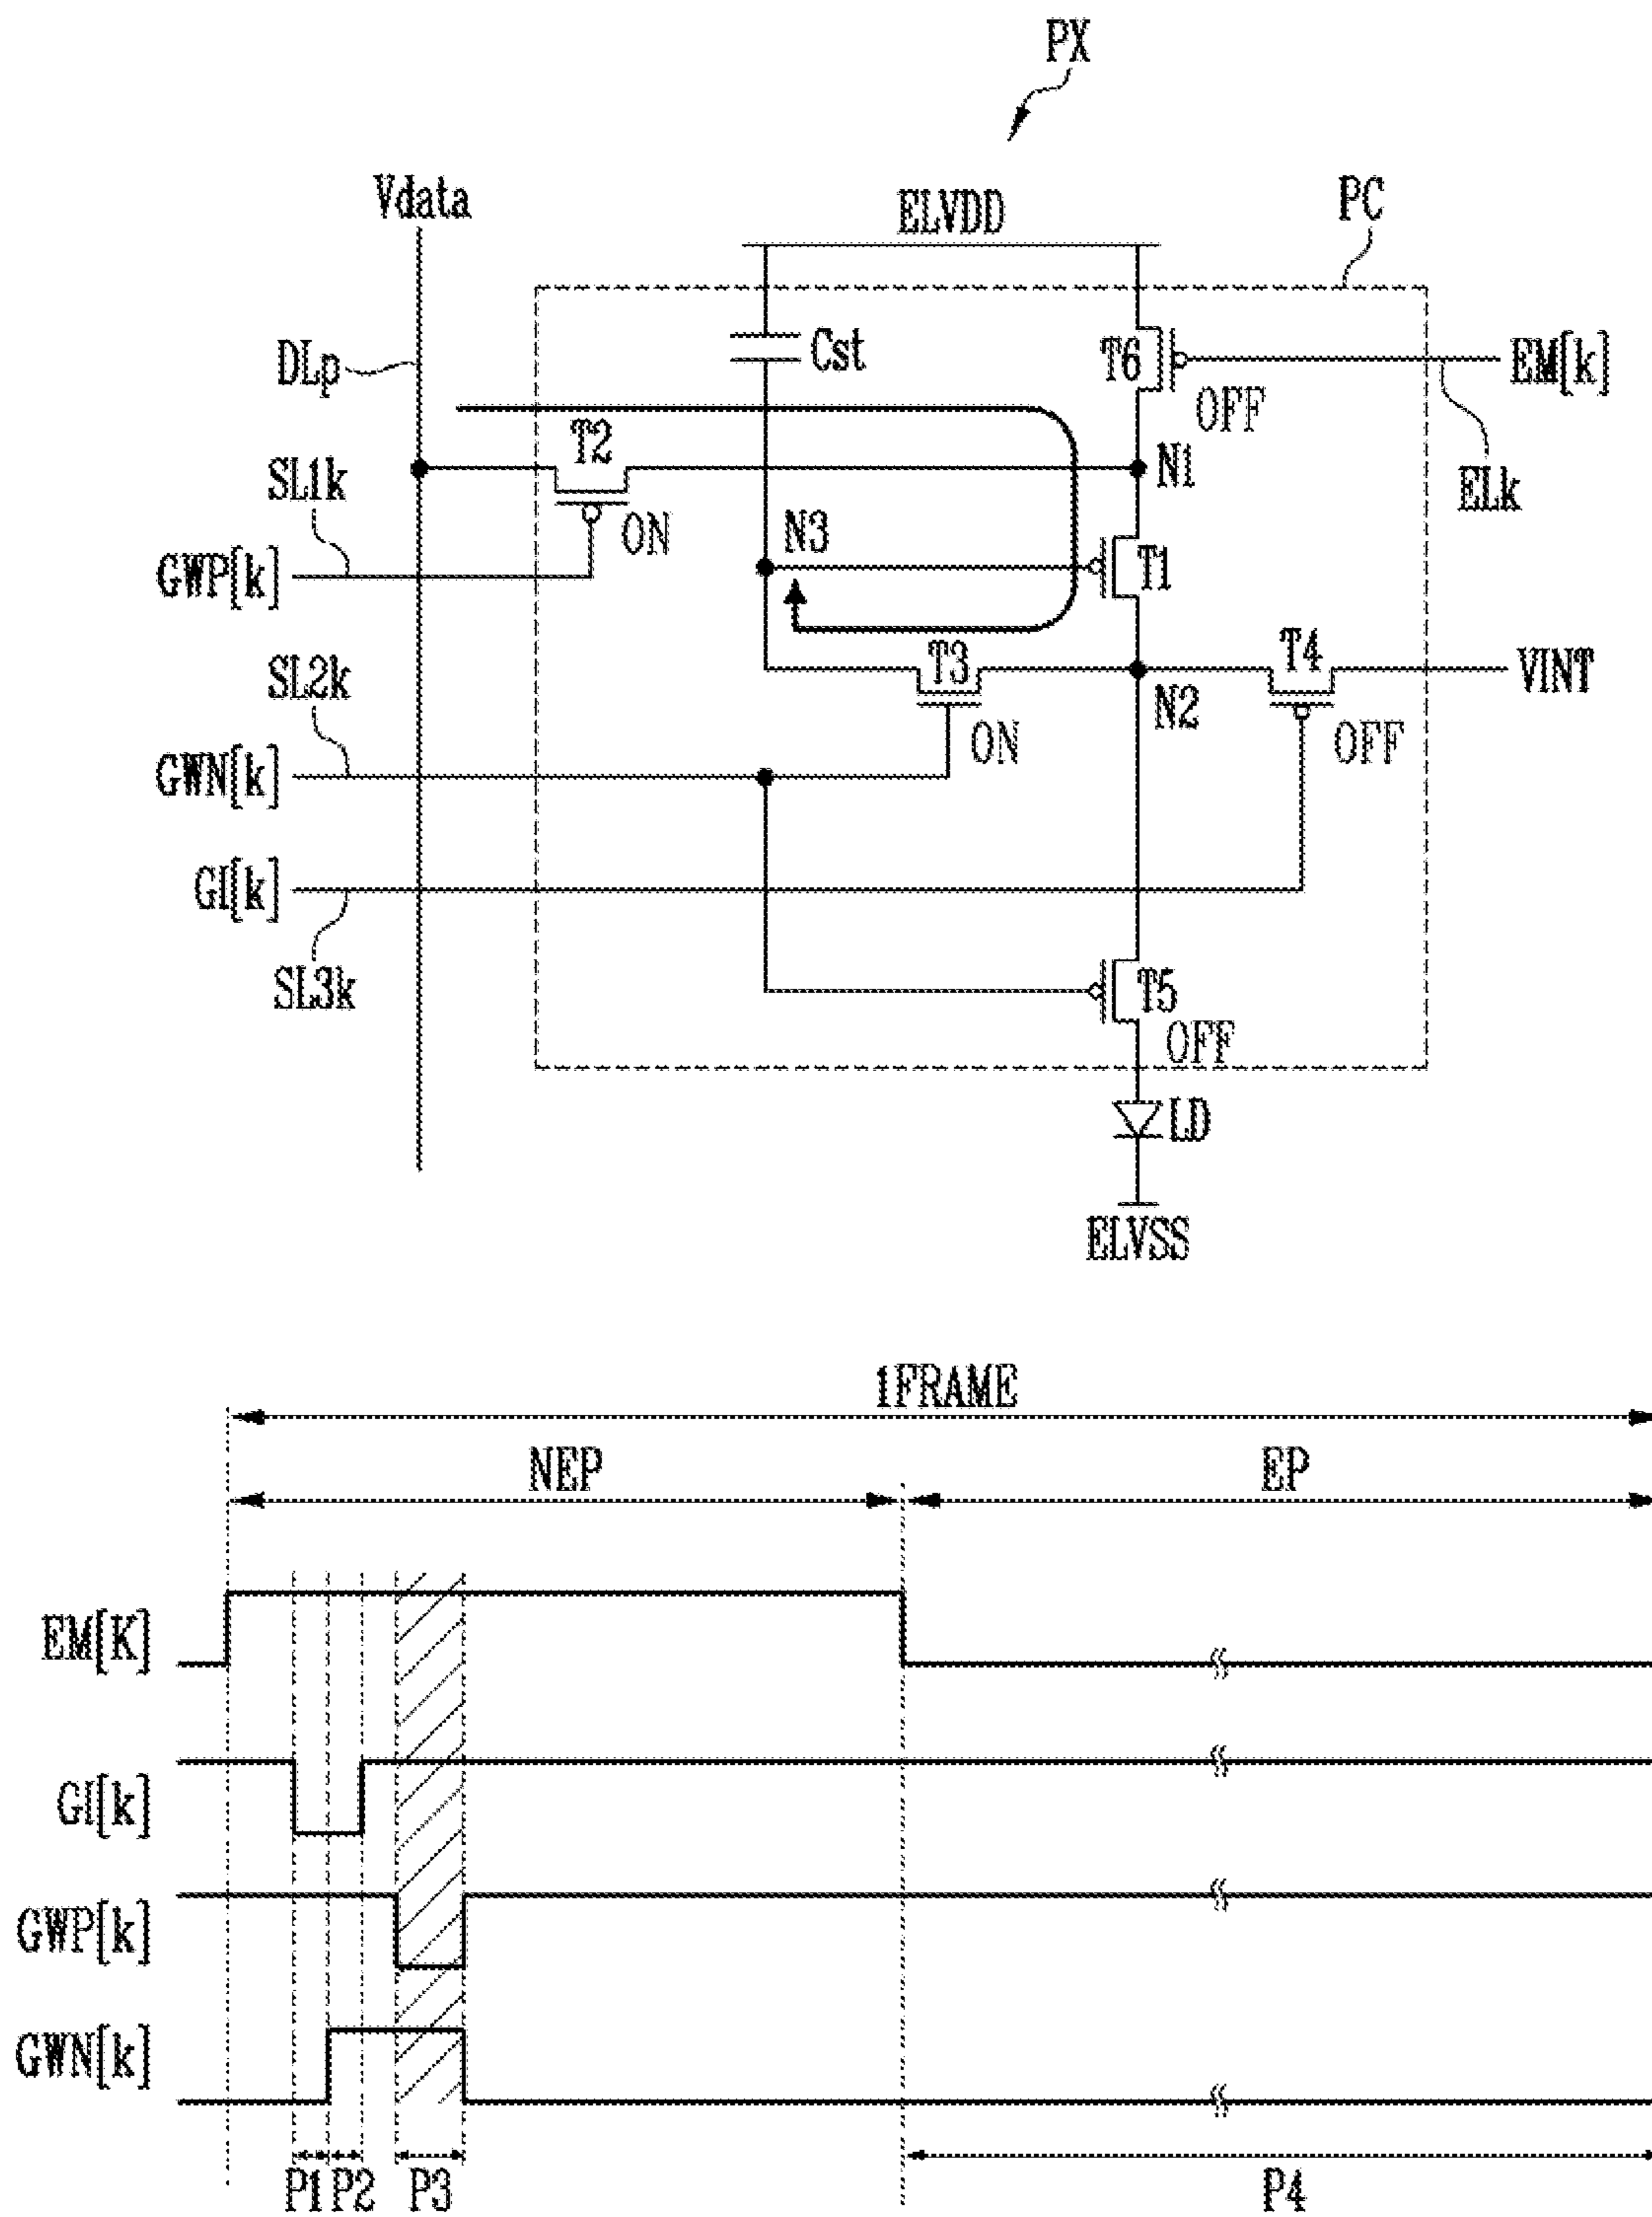 PX
Vdata
ELVDD
PC
DLp
Cst
T6
EM[k]
OFF
T2
SL1k
N1
ELk
ON
N3
GWP[k]
T1
T3
T4
SL2k
VINT
N2
ON
OFF
GWN[k]
GI[k]
SL3k
T5
OFF
LD
ELVSS
1FRAME
NEP
EP
EM[K]
GI[k]
GWP[k]
GWN[k]
P1 P2 P3 P4